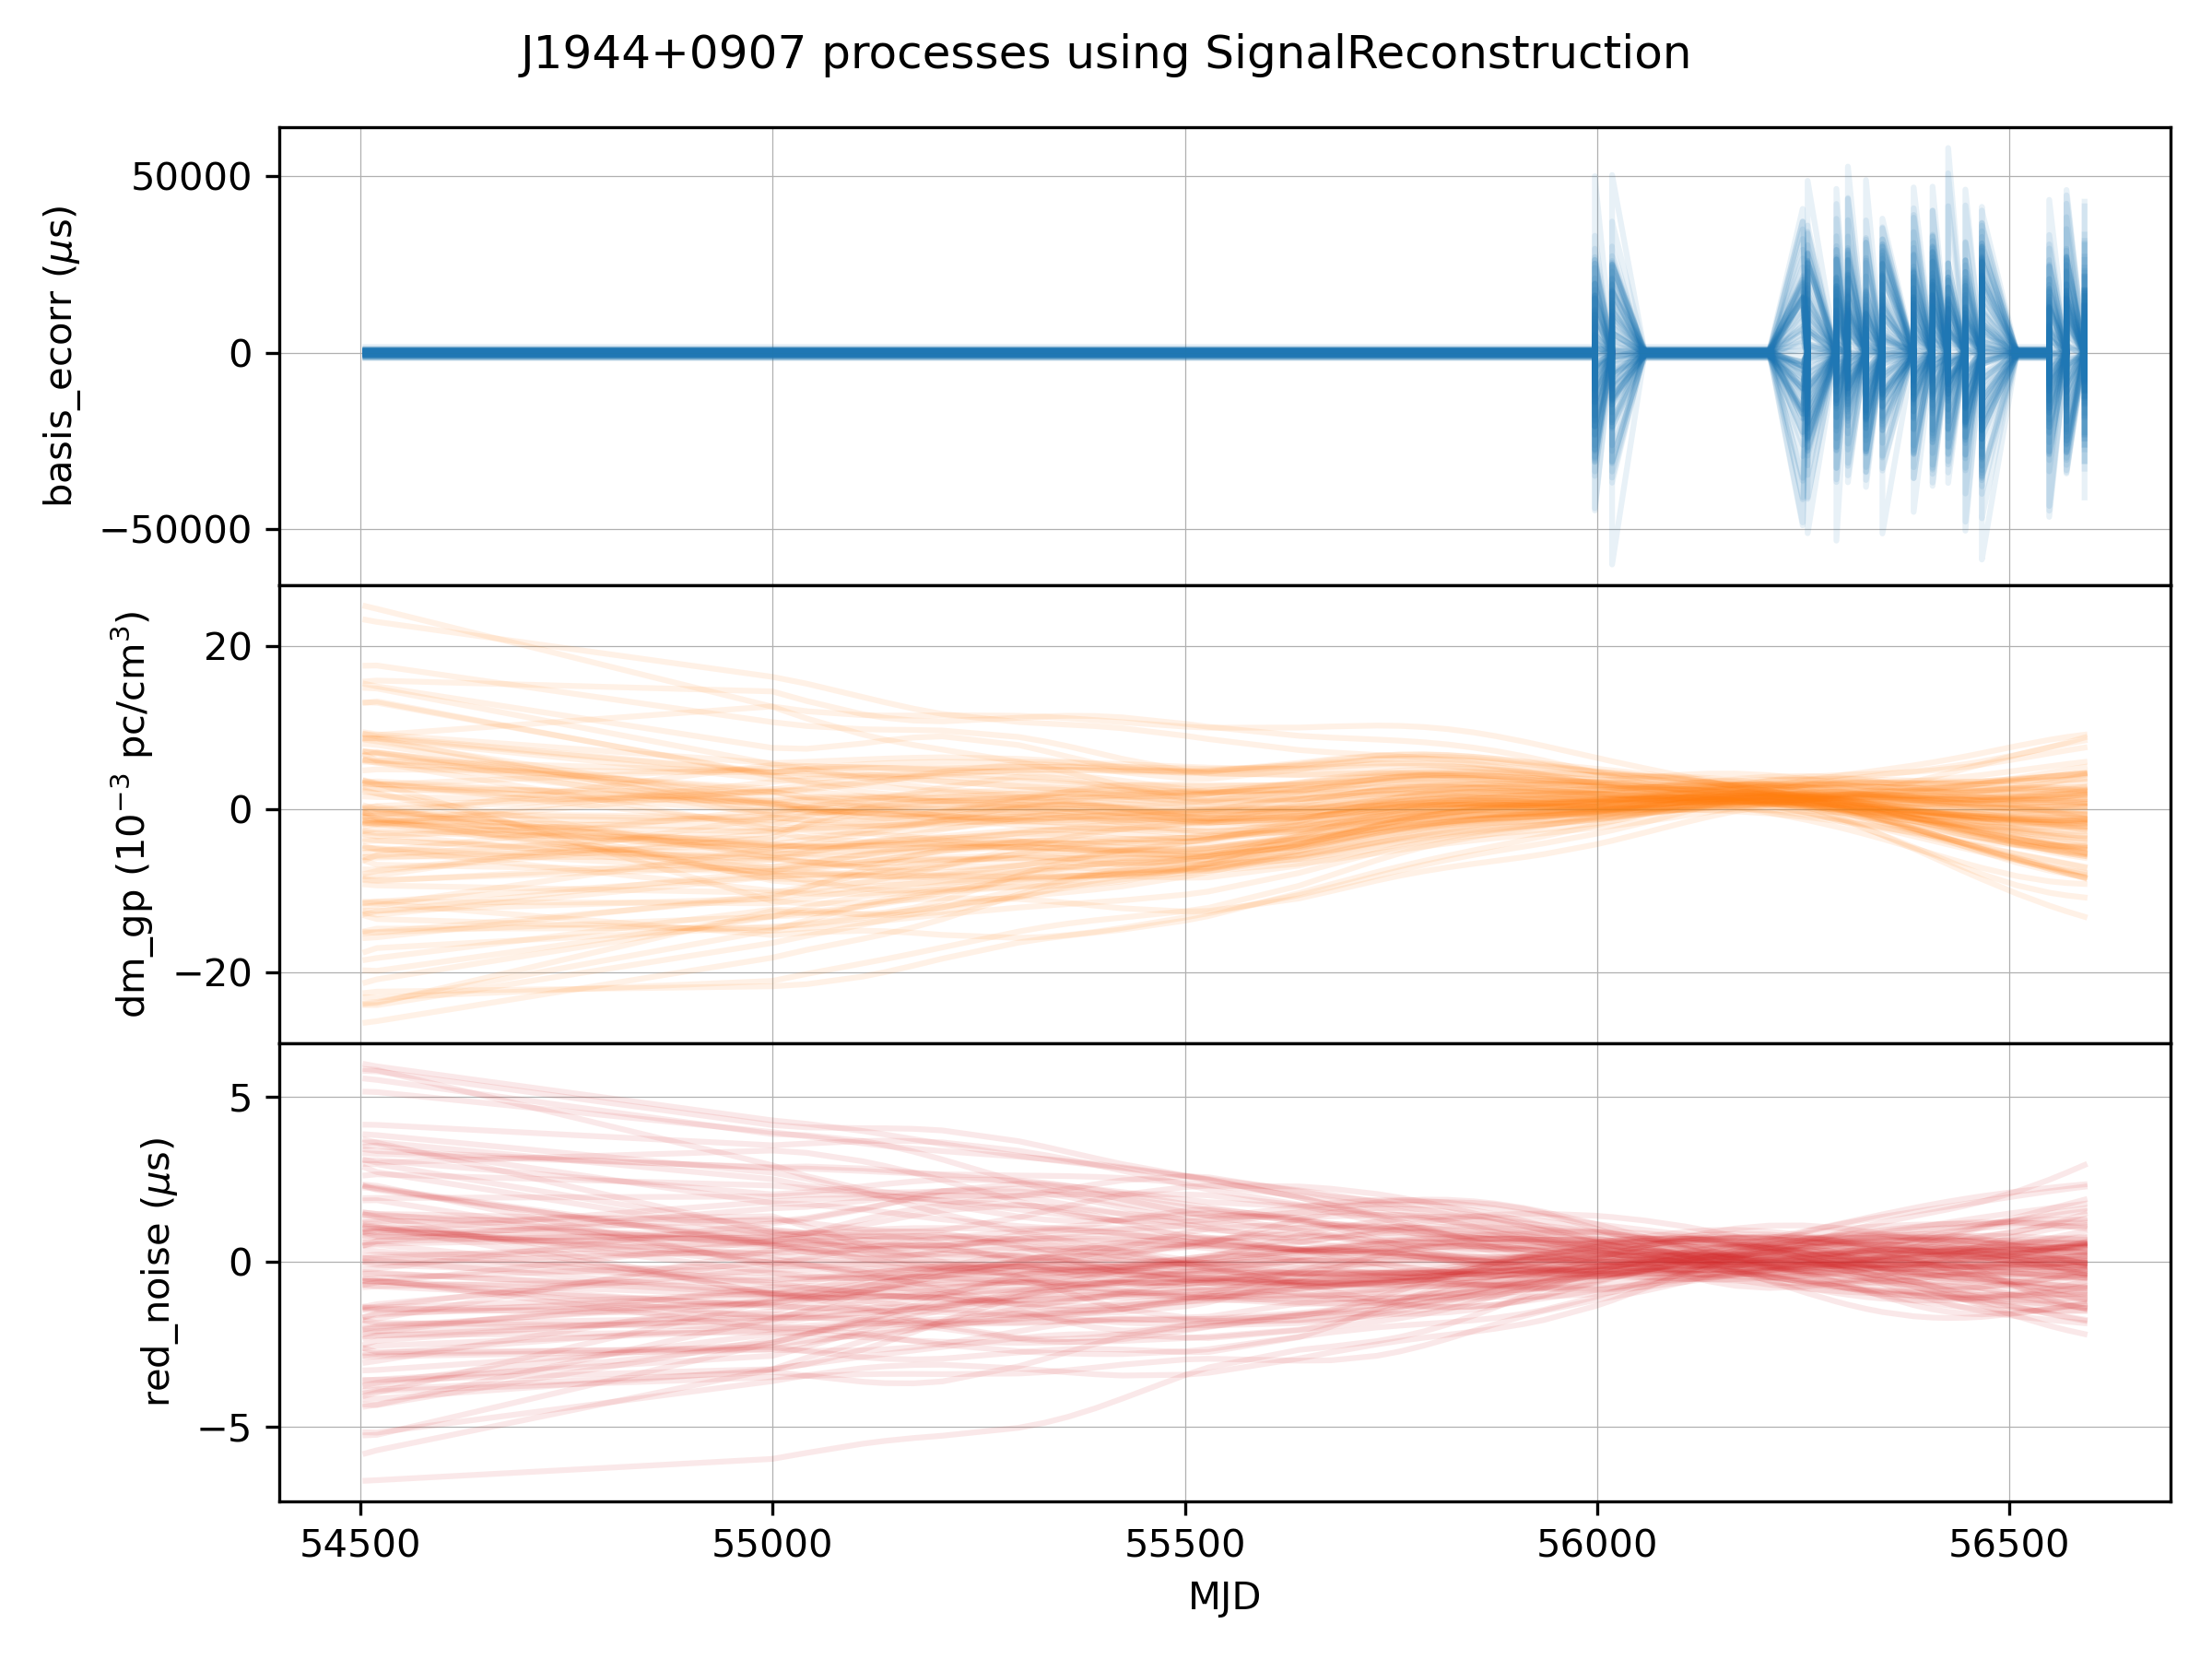 J1944+0907 processes using SignalReconstruction
basis_ecorr (μs)
50000
0
−50000
dm_gp (10⁻³ pc/cm³)
20
0
−20
red_noise (μs)
5
0
−5
54500 55000 55500 56000 56500
MJD